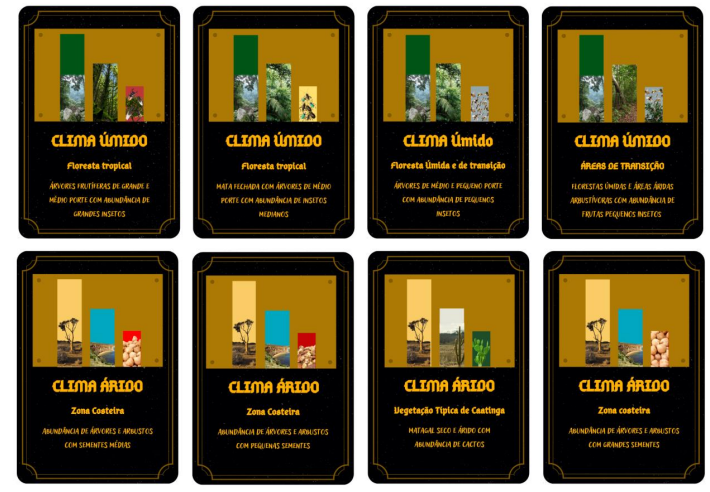 CLIMA ÚMIDO
Floresta tropical
ÁRVORES FRUTÍFERAS DE GRANDE E
MÉDIO PORTE COM ABUNDÂNCIA DE
GRANDES INSETOS
CLIMA ÚMIDO
Floresta tropical
MATA FECHADA COM ÁRVORES DE MÉDIO
PORTE COM ABUNDÂNCIA DE INSETOS
MEDIANOS
CLIMA Úmido
Floresta Úmida e de transição
ÁRVORES DE MÉDIO E PEQUENO PORTE
COM ABUNDÂNCIA DE PEQUENOS
INSETOS
CLIMA ÚMIDO
ÁREAS DE TRANSIÇÃO
FLORESTAS ÚMIDAS E ÁREAS ÁRIDAS
ARBUSTÍVORAS COM ABUNDÂNCIA DE
FRUTAS PEQUENOS INSETOS
CLIMA ÁRIDO
Zona Costeira
ABUNDÂNCIA DE ÁRVORES E ARBUSTOS
COM SEMENTES MÉDIAS
CLIMA ÁRIDO
Zona Costeira
ABUNDÂNCIA DE ÁRVORES E ARBUSTOS
COM PEQUENAS SEMENTES
CLIMA ÁRIDO
Vegetação Típica de Caatinga
MATAGAL SECO E ÁRIDO COM
ABUNDÂNCIA DE CACTOS
CLIMA ÁRIDO
Zona costeira
ABUNDÂNCIA DE ÁRVORES E ARBUSTOS
COM GRANDES SEMENTES